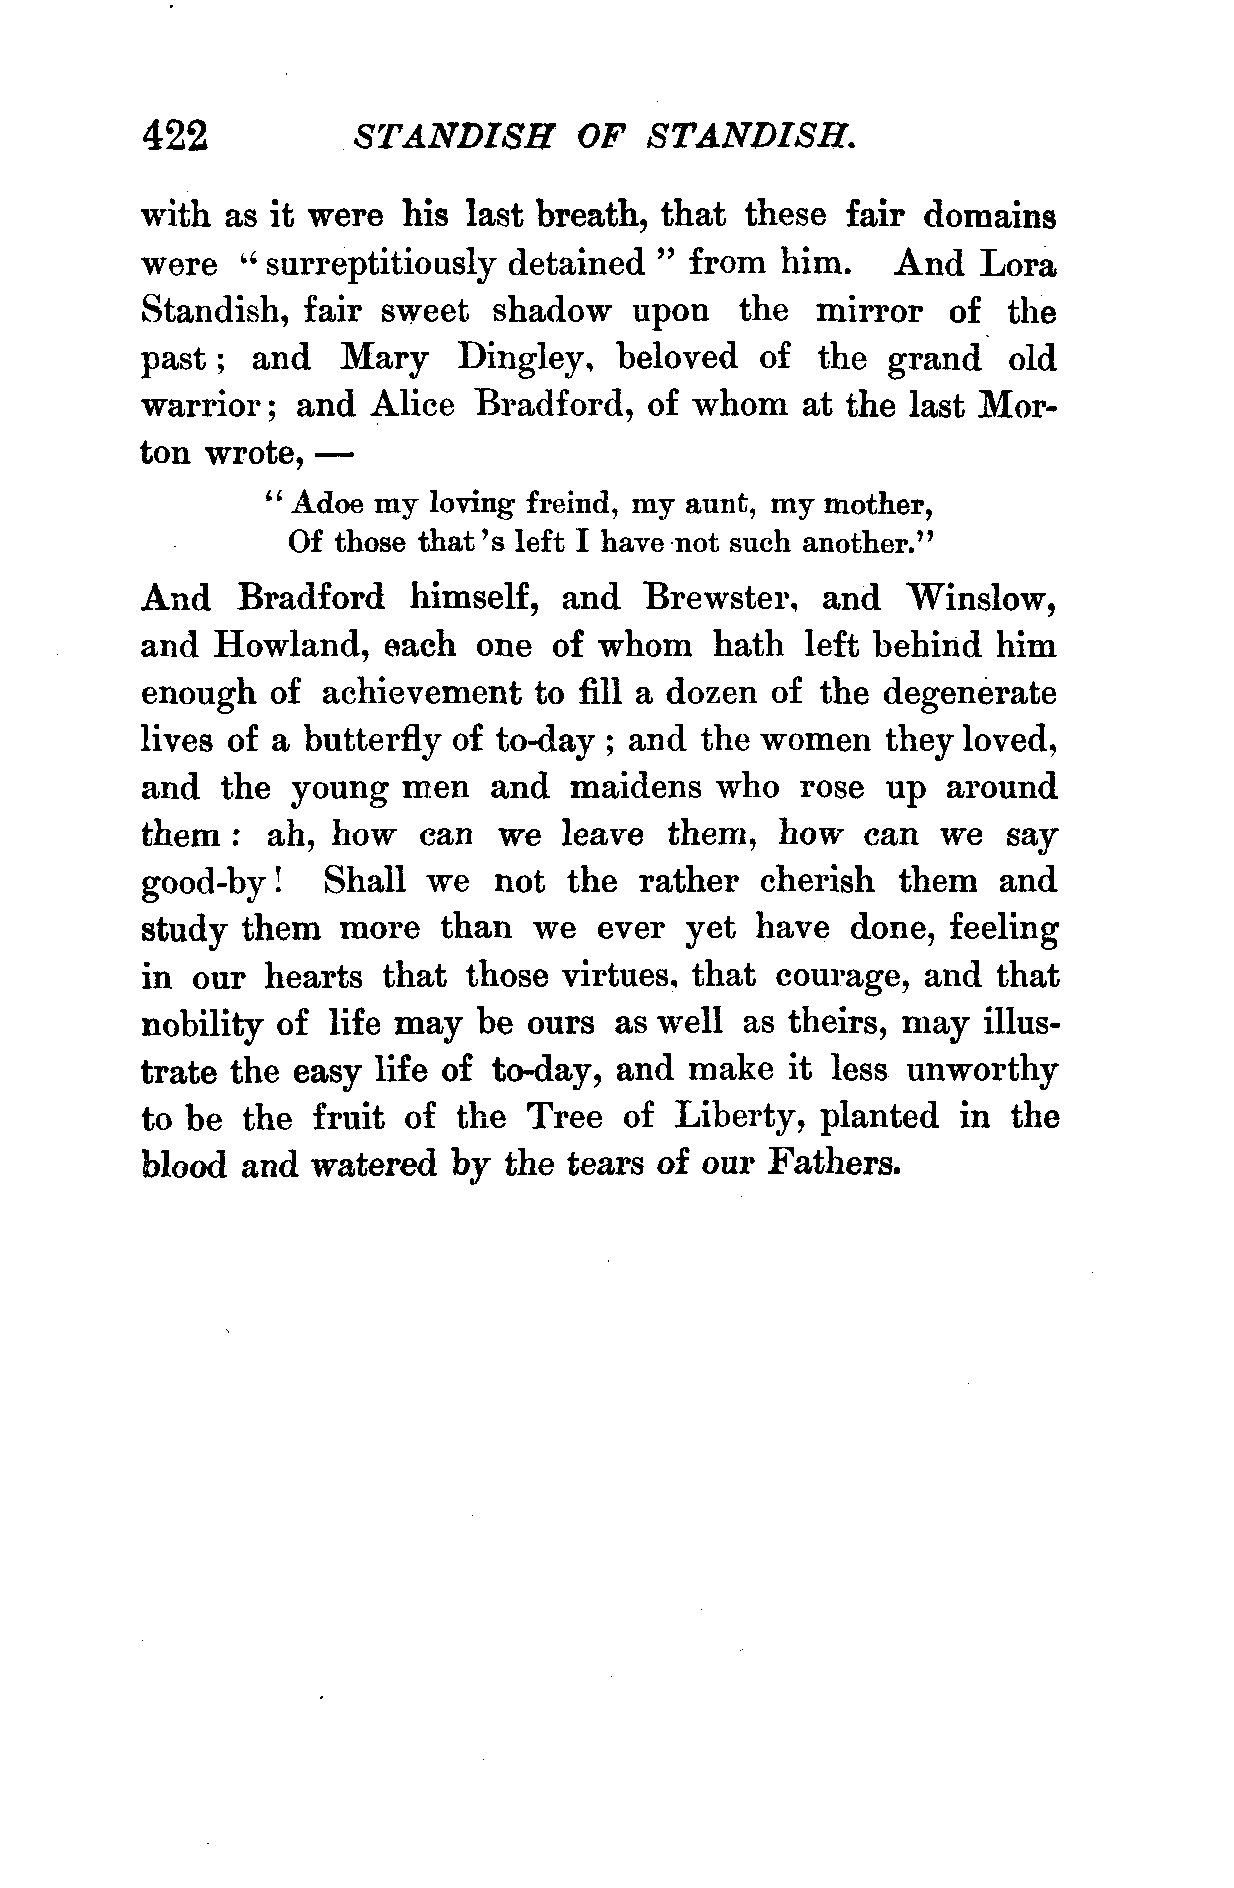 422 STANDISH OF STANDISH.
with as it were his last breath, that these fair domains
were “ surreptitiously detained ” from him. And Lora
Standish, fair sweet shadow upon the mirror of the
past ; and Mary Dingley, beloved of the grand old
warrior ; and Alice Bradford, of whom at the last Mor-
ton wrote, —
“ Adoe my loving freind, my aunt, my mother,
Of those that 's left I have not such another.”
And Bradford himself, and Brewster, and Winslow,
and Howland, each one of whom hath left behind him
enough of achievement to fill a dozen of the degenerate
lives of a butterfly of to-day ; and the women they loved,
and the young men and maidens who rose up around
them : ah, how can we leave them, how can we say
good-by ! Shall we not the rather cherish them and
study them more than we ever yet have done, feeling
in our hearts that those virtues, that courage, and that
nobility of life may be ours as well as theirs, may illus-
trate the easy life of to-day, and make it less unworthy
to be the fruit of the Tree of Liberty, planted in the
blood and watered by the tears of our Fathers.